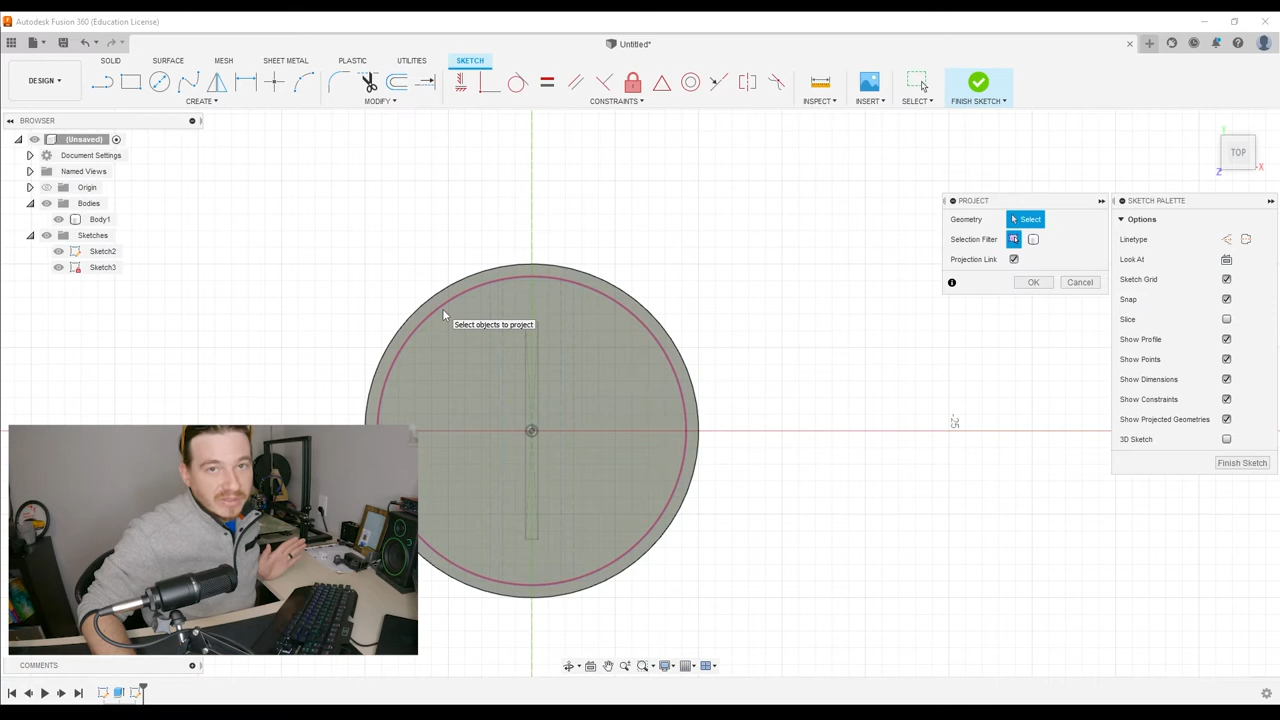 Autodesk Fusion 360 (Education License)
Untitled*
SOLID SURFACE MESH SHEET METAL PLASTIC UTILITIES SKETCH
DESIGN
CREATE MODIFY CONSTRAINTS INSPECT INSERT SELECT FINISH SKETCH
BROWSER
(Unsaved)
Document Settings
Named Views
Origin
Bodies
Body1
Sketches
Sketch2
Sketch3
TOP
Y
X
Z
PROJECT
Geometry Select
Selection Filter
Projection Link
OK Cancel
SKETCH PALETTE
Options
Linetype
Look At
Sketch Grid
Snap
Slice
Show Profile
Show Points
Show Dimensions
Show Constraints
Show Projected Geometries
3D Sketch
Finish Sketch
Select objects to project
-25
COMMENTS